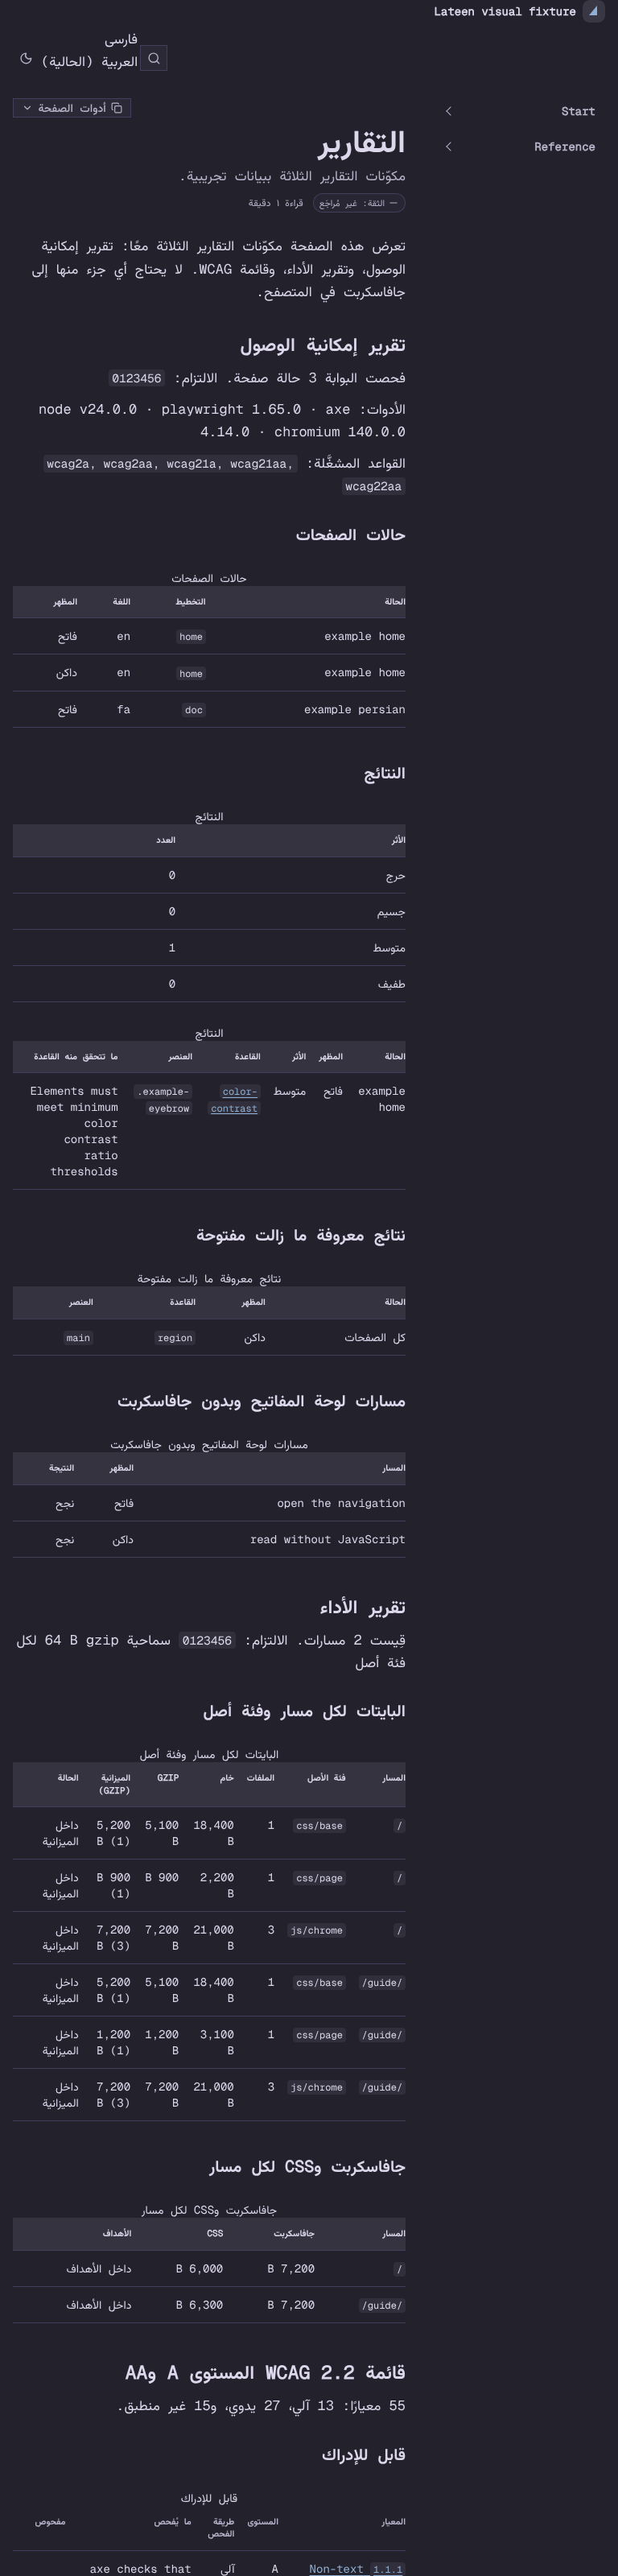 Lateen visual fixture
فارسی
العربية (الحالية)
Start
Reference
أدوات الصفحة
التقارير
مكوّنات التقارير الثلاثة ببيانات تجريبية.
— الثقة: غير مُراجَع
قراءة ١ دقيقة
تعرض هذه الصفحة مكوّنات التقارير الثلاثة معًا: تقرير إمكانية
الوصول، وتقرير الأداء، وقائمة WCAG. لا يحتاج أي جزء منها إلى
جافاسكربت في المتصفح.
تقرير إمكانية الوصول
فحصت البوابة 3 حالة صفحة. الالتزام: 0123456
الأدوات: node v24.0.0 · playwright 1.65.0 · axe
4.14.0 · chromium 140.0.0
القواعد المشغَّلة: wcag2a, wcag2aa, wcag21a, wcag21aa,
wcag22aa
حالات الصفحات
حالات الصفحات
الحالة التخطيط اللغة المظهر
example home home en فاتح
example home home en داكن
example persian doc fa فاتح
النتائج
النتائج
الأثر العدد
حرج 0
جسيم 0
متوسط 1
طفيف 0
النتائج
الحالة المظهر الأثر القاعدة العنصر ما تتحقق منه القاعدة
example فاتح متوسط color- .example- Elements must
home contrast eyebrow meet minimum
color
contrast
ratio
thresholds
نتائج معروفة ما زالت مفتوحة
نتائج معروفة ما زالت مفتوحة
الحالة المظهر القاعدة العنصر
كل الصفحات داكن region main
مسارات لوحة المفاتيح وبدون جافاسكربت
مسارات لوحة المفاتيح وبدون جافاسكربت
المسار المظهر النتيجة
open the navigation فاتح نجح
read without JavaScript داكن نجح
تقرير الأداء
قِيست 2 مسارات. الالتزام: 0123456 سماحية 64 B gzip لكل
فئة أصل
البايتات لكل مسار وفئة أصل
البايتات لكل مسار وفئة أصل
المسار فئة الأصل الملفات خام GZIP الميزانية الحالة
(GZIP)
/ css/base 1 18,400 5,100 5,200 داخل
B B B (1) الميزانية
/ css/page 1 2,200 900 B 900 B داخل
B (1) الميزانية
/ js/chrome 3 21,000 7,200 7,200 داخل
B B B (3) الميزانية
/guide/ css/base 1 18,400 5,100 5,200 داخل
B B B (1) الميزانية
/guide/ css/page 1 3,100 1,200 1,200 داخل
B B B (1) الميزانية
/guide/ js/chrome 3 21,000 7,200 7,200 داخل
B B B (3) الميزانية
جافاسكربت وCSS لكل مسار
جافاسكربت وCSS لكل مسار
المسار جافاسكربت CSS الأهداف
/ 7,200 B 6,000 B داخل الأهداف
/guide/ 7,200 B 6,300 B داخل الأهداف
قائمة WCAG 2.2 المستوى A وAA
55 معيارًا: 13 آلي، 27 يدوي، و15 غير منطبق.
قابل للإدراك
قابل للإدراك
المعيار المستوى طريقة ما يُفحص مفحوص
الفحص
1.1.1 Non-text A آلي axe checks that